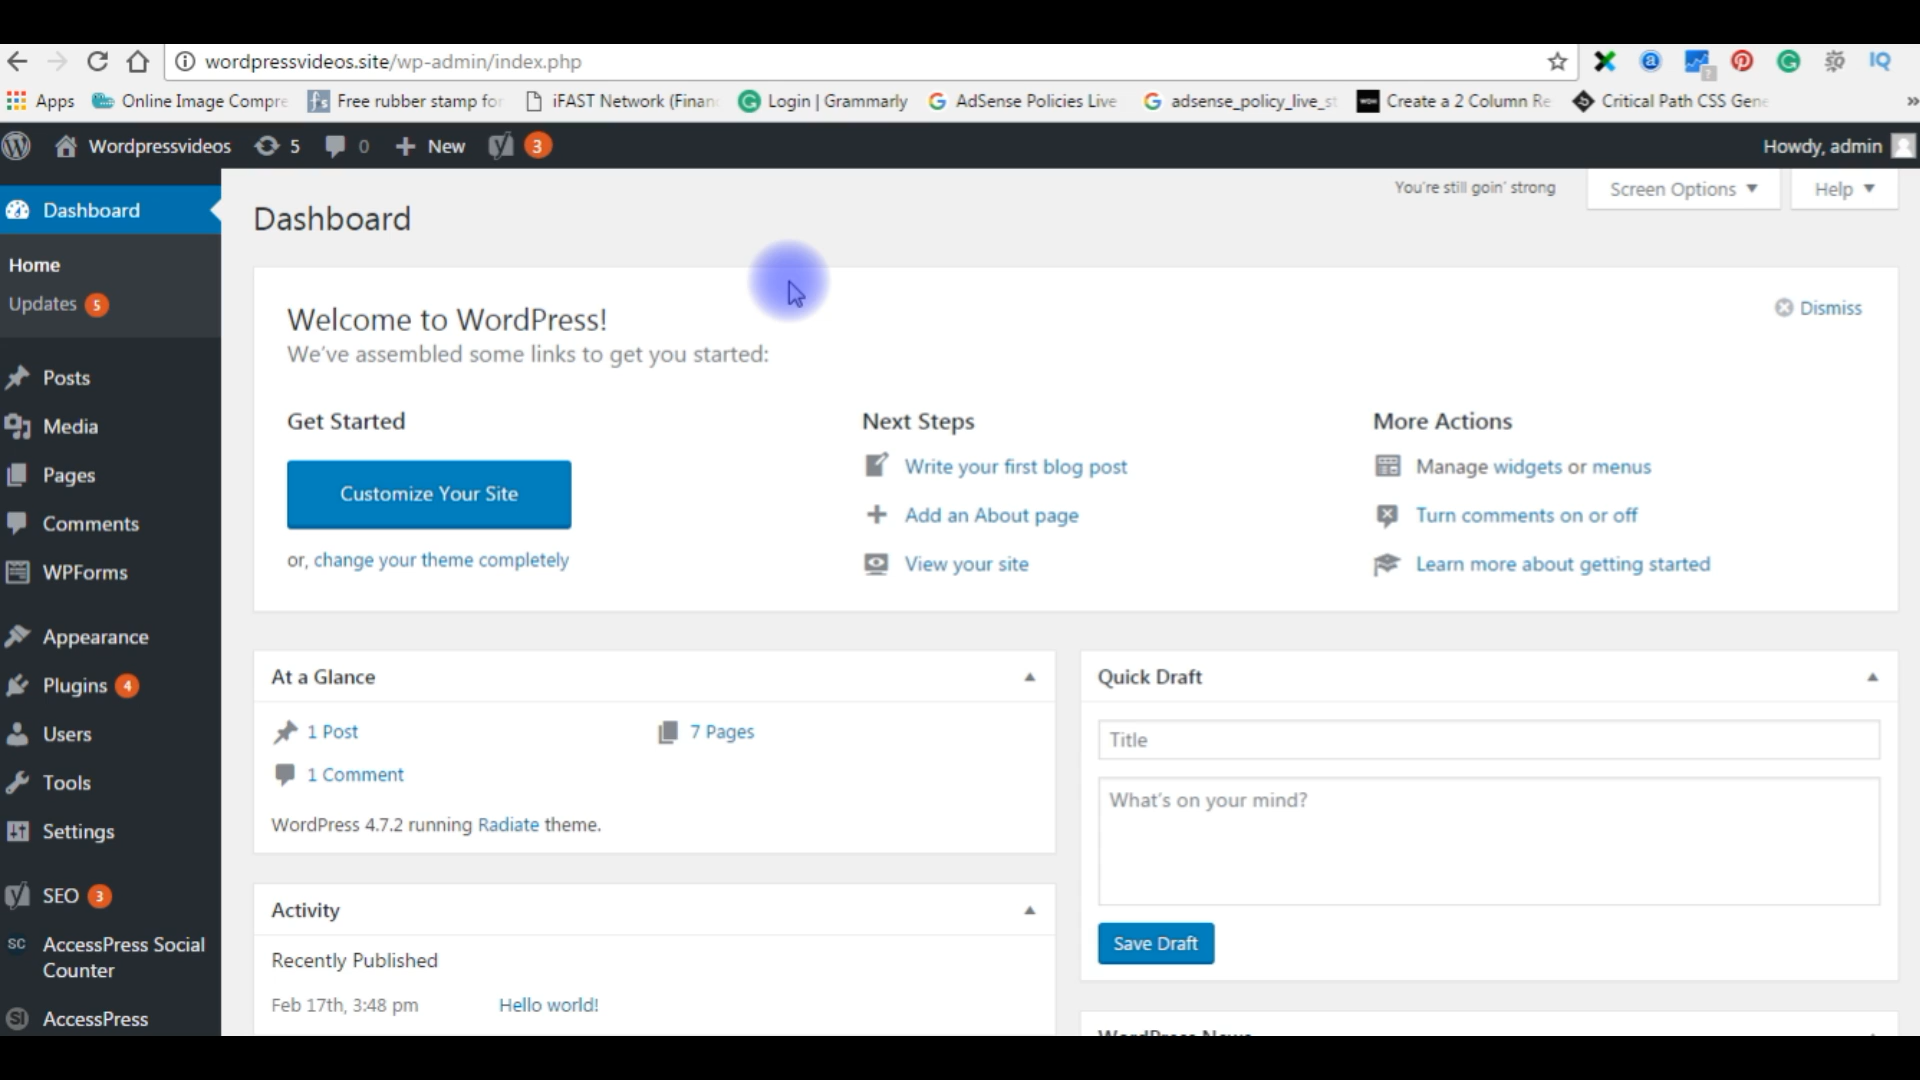 wordpressvideos.site/wp-admin/index.php
IQ
Apps Online Image Compre Free rubber stamp for iFAST Network (Finan Login | Grammarly AdSense Policies Live adsense_policy_live_st Create a 2 Column Re Critical Path CSS Gene »
Wordpressvideos 5 0 + New 3 Howdy, admin
You're still goin' strong Screen Options Help
Dashboard
Home
Updates 5
Posts
Media
Pages
Comments
WPForms
Appearance
Plugins 4
Users
Tools
Settings
SEO 3
SC AccessPress Social
Counter
SI AccessPress
Dashboard
Welcome to WordPress!
Dismiss
We've assembled some links to get you started:
Get Started
Customize Your Site
or, change your theme completely
Next Steps
Write your first blog post
Add an About page
View your site
More Actions
Manage widgets or menus
Turn comments on or off
Learn more about getting started
At a Glance
1 Post 7 Pages
1 Comment
WordPress 4.7.2 running Radiate theme.
Activity
Recently Published
Feb 17th, 3:48 pm Hello world!
Quick Draft
Title
What's on your mind?
Save Draft
WordPress News